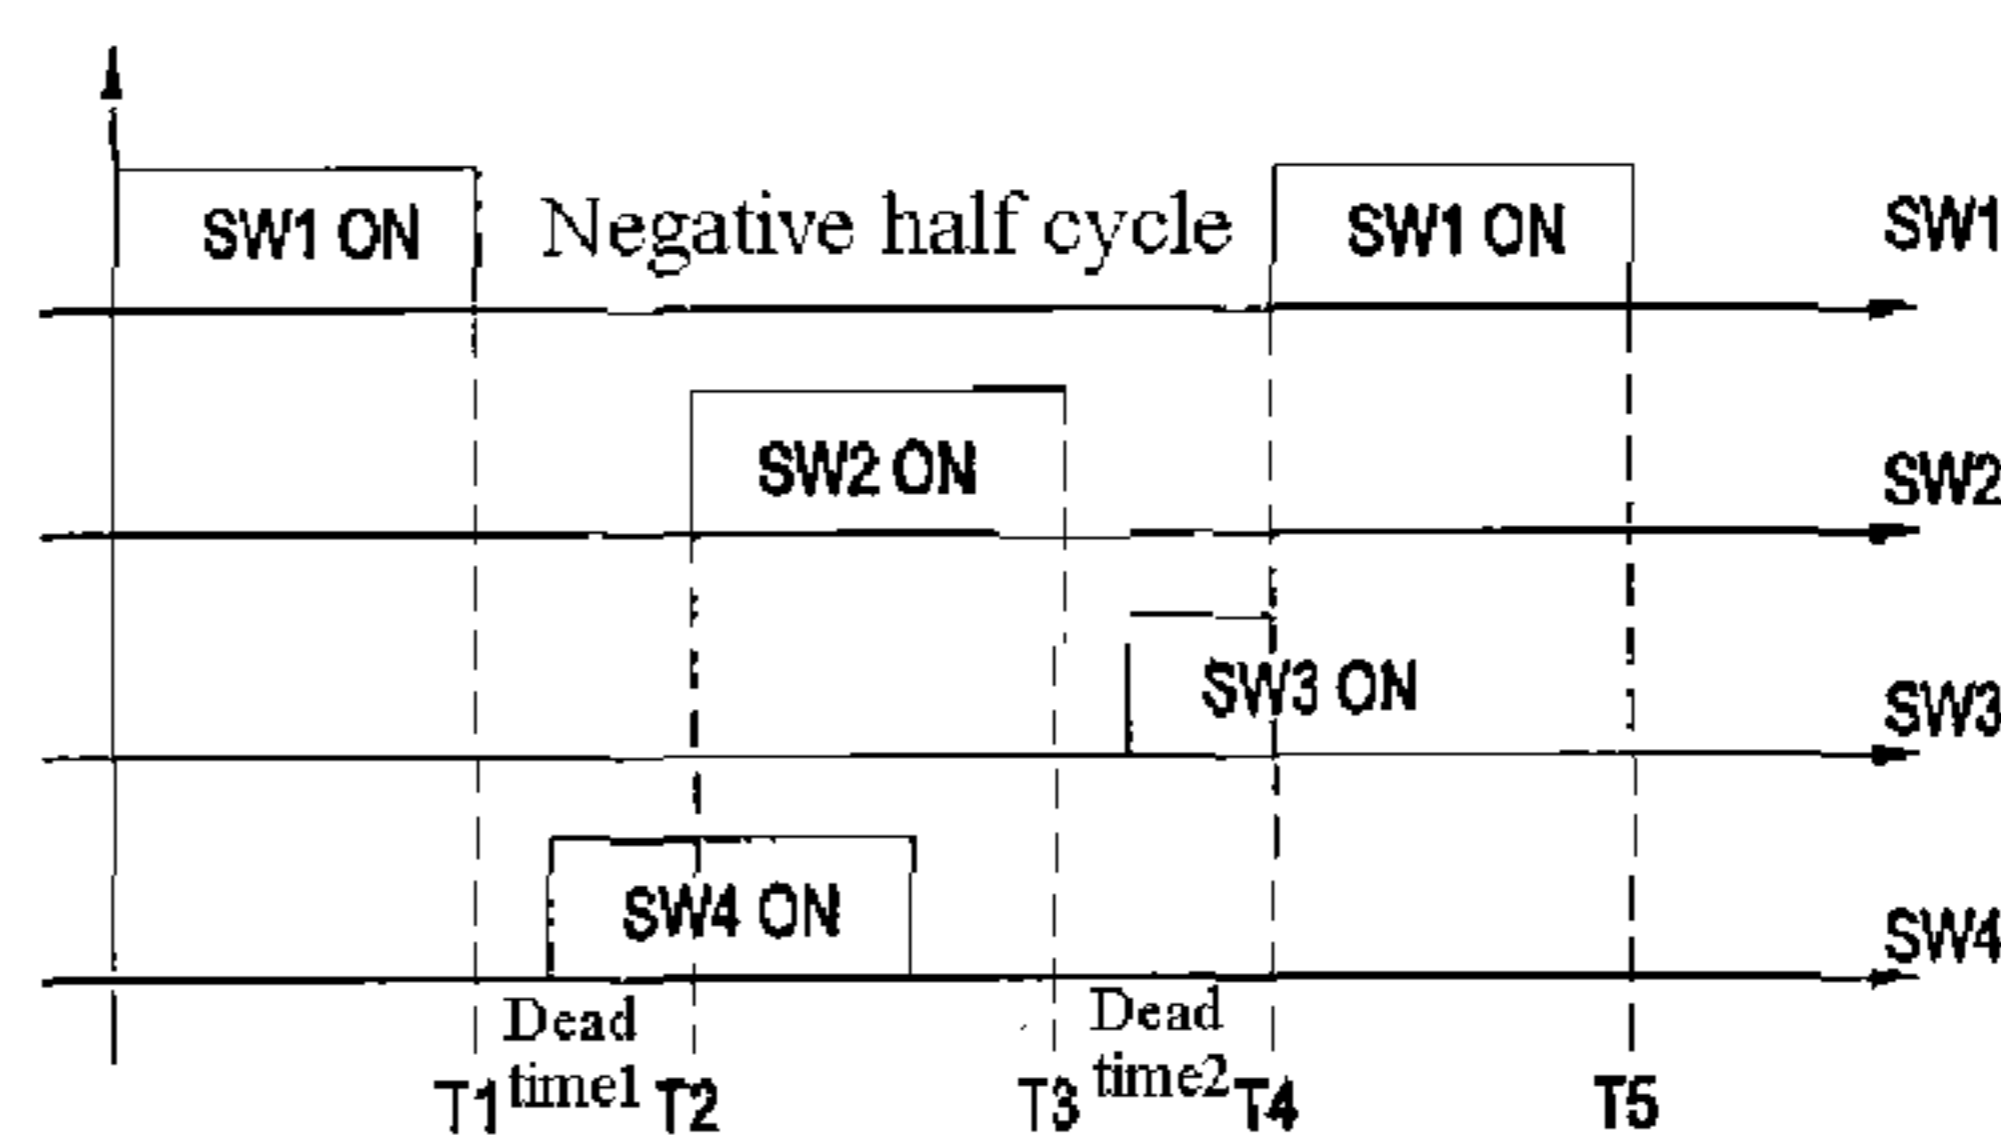 SW1 ON Negative half cycle SW1 ON SW1
SW2 ON SW2
SW3 ON SW3
SW4 ON SW4
Dead Dead
T1 time1 T2 T3 time2 T4 T5